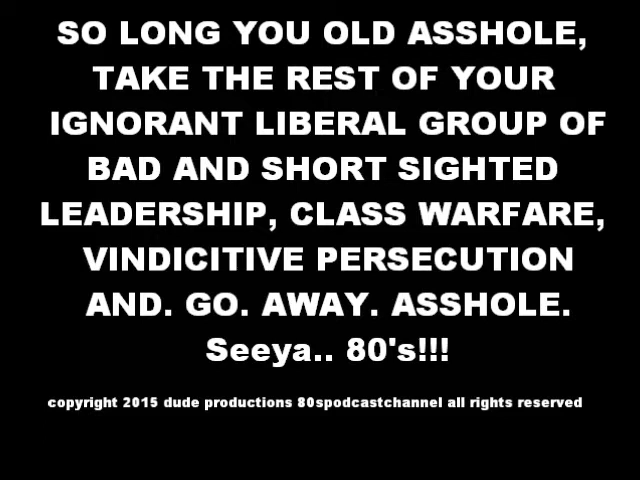 SO LONG YOU OLD ASSHOLE,
TAKE THE REST OF YOUR
IGNORANT LIBERAL GROUP OF
BAD AND SHORT SIGHTED
LEADERSHIP, CLASS WARFARE,
VINDICITIVE PERSECUTION
AND. GO. AWAY. ASSHOLE.
Seeya.. 80's!!!
copyright 2015 dude productions 80spodcastchannel all rights reserved